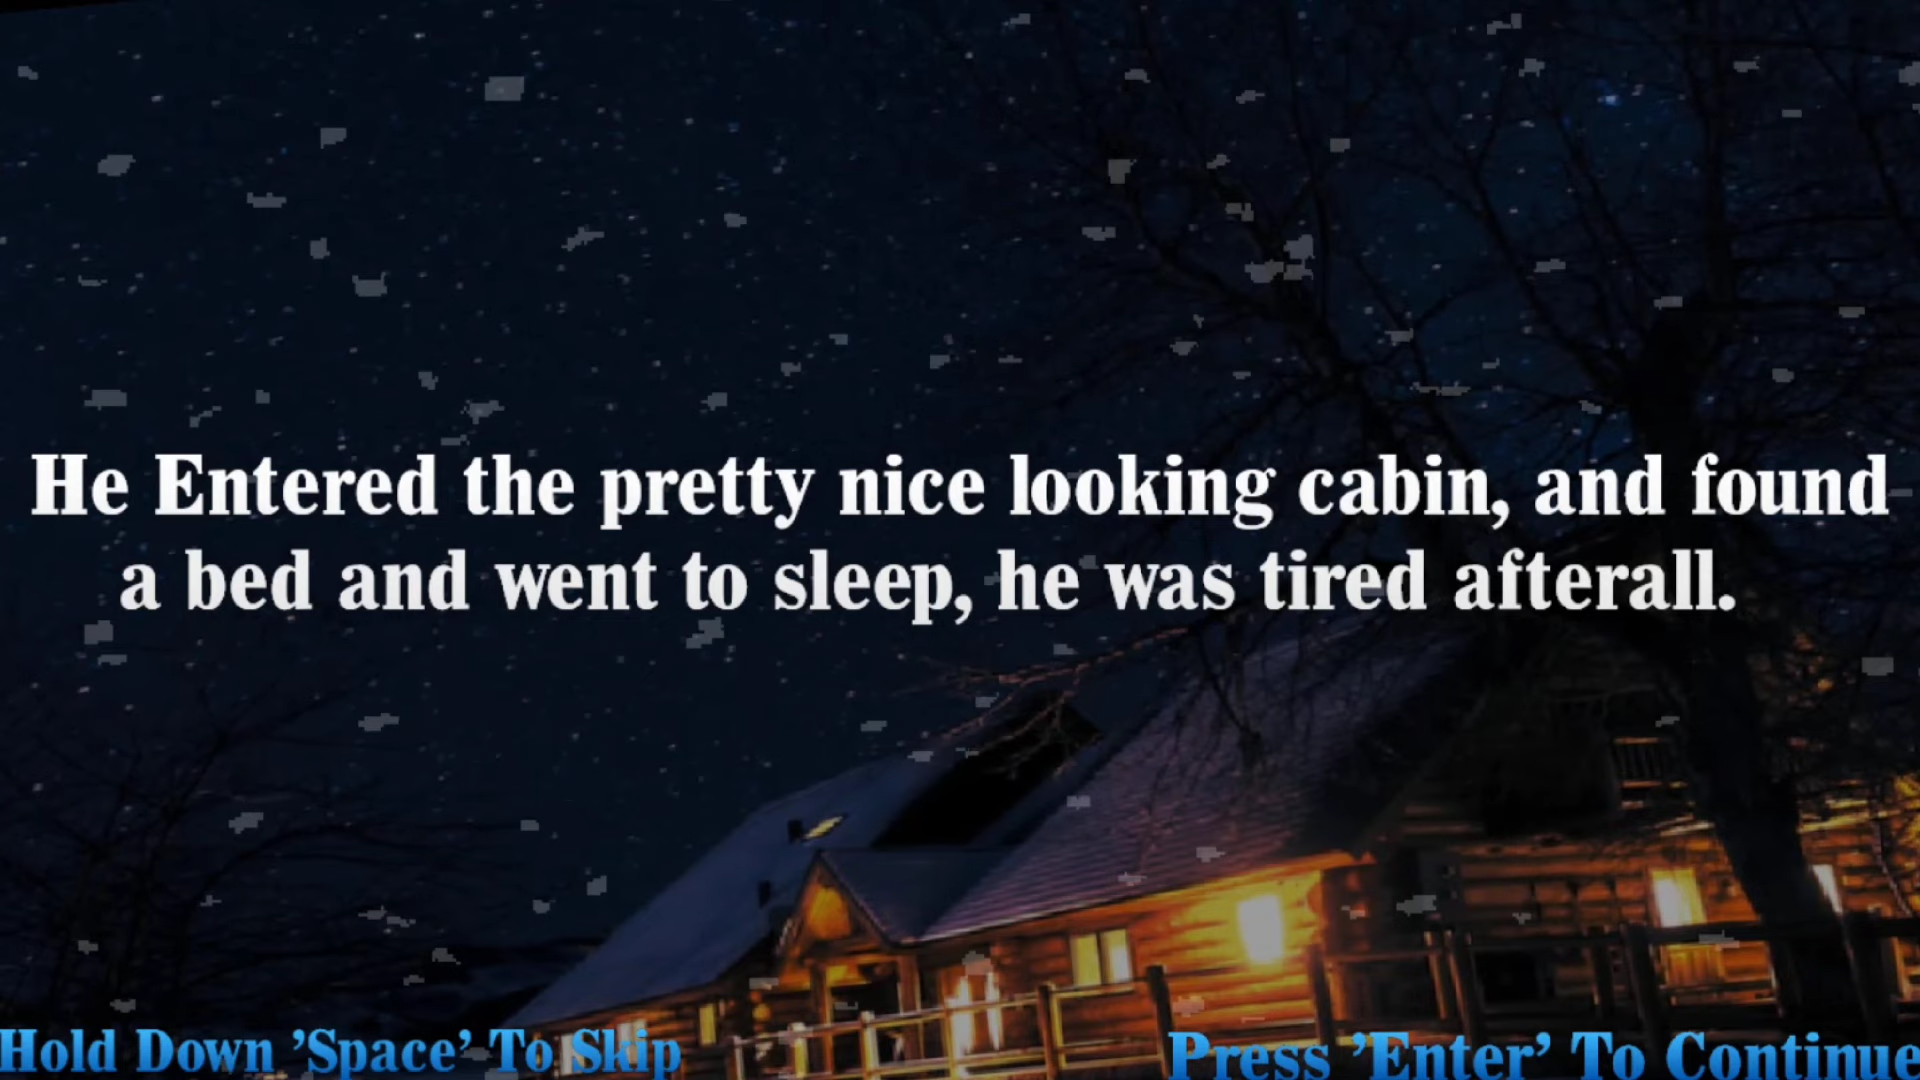 He Entered the pretty nice looking cabin, and found
a bed and went to sleep, he was tired afterall.
Hold Down 'Space' To Skip
Press 'Enter' To Continue